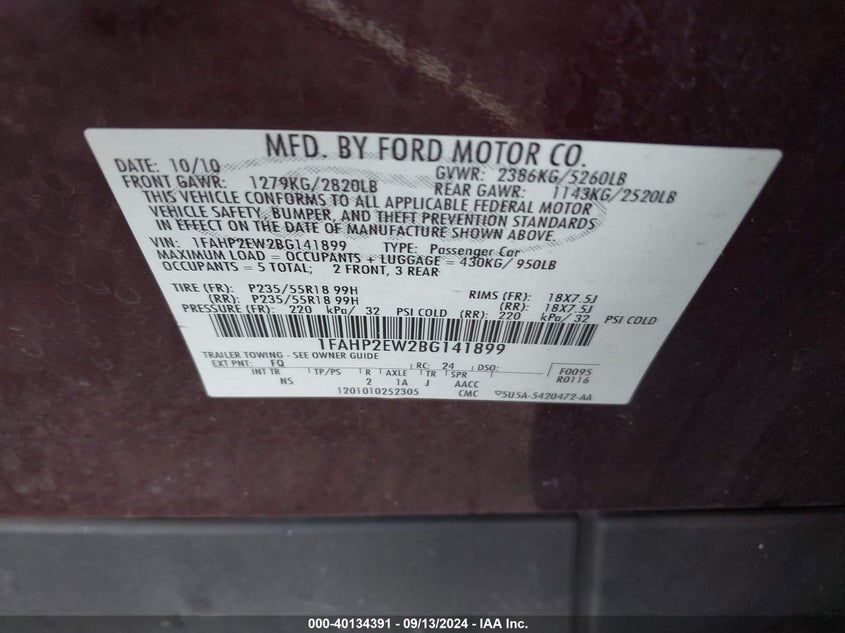 MFD. BY FORD MOTOR CO.
DATE: 10/10 GVWR: 2386KG/5260LB
FRONT GAWR: 1279KG/2820LB REAR GAWR: 1143KG/2520LB
THIS VEHICLE CONFORMS TO ALL APPLICABLE FEDERAL MOTOR
VEHICLE SAFETY, BUMPER, AND THEFT PREVENTION STANDARDS
IN EFFECT ON THE DATE OF MANUFACTURE SHOWN ABOVE.
VIN: 1FAHP2EW2BG141899 TYPE: Passenger Car
MAXIMUM LOAD = OCCUPANTS + LUGGAGE = 430KG/ 950LB
OCCUPANTS = 5 TOTAL; 2 FRONT, 3 REAR
TIRE (FR): P235/55R18 99H RIMS (FR): 18X7.5J
(RR): P235/55R18 99H (RR): 18X7.5J
PRESSURE (FR): 220 kPa/ 32 PSI COLD (RR): 220 kPa/ 32 PSI COLD
1FAHP2EW2BG141899
TRAILER TOWING - SEE OWNER GUIDE
EXT PNT: FQ RC: 24 DSO: F0095
INT TR TP/PS R AXLE TR SPR R0116
NS 2 1A J AACC
1201010252305 CMC 5U5A-5420472-AA
000-40134391 - 09/13/2024 - IAA Inc.